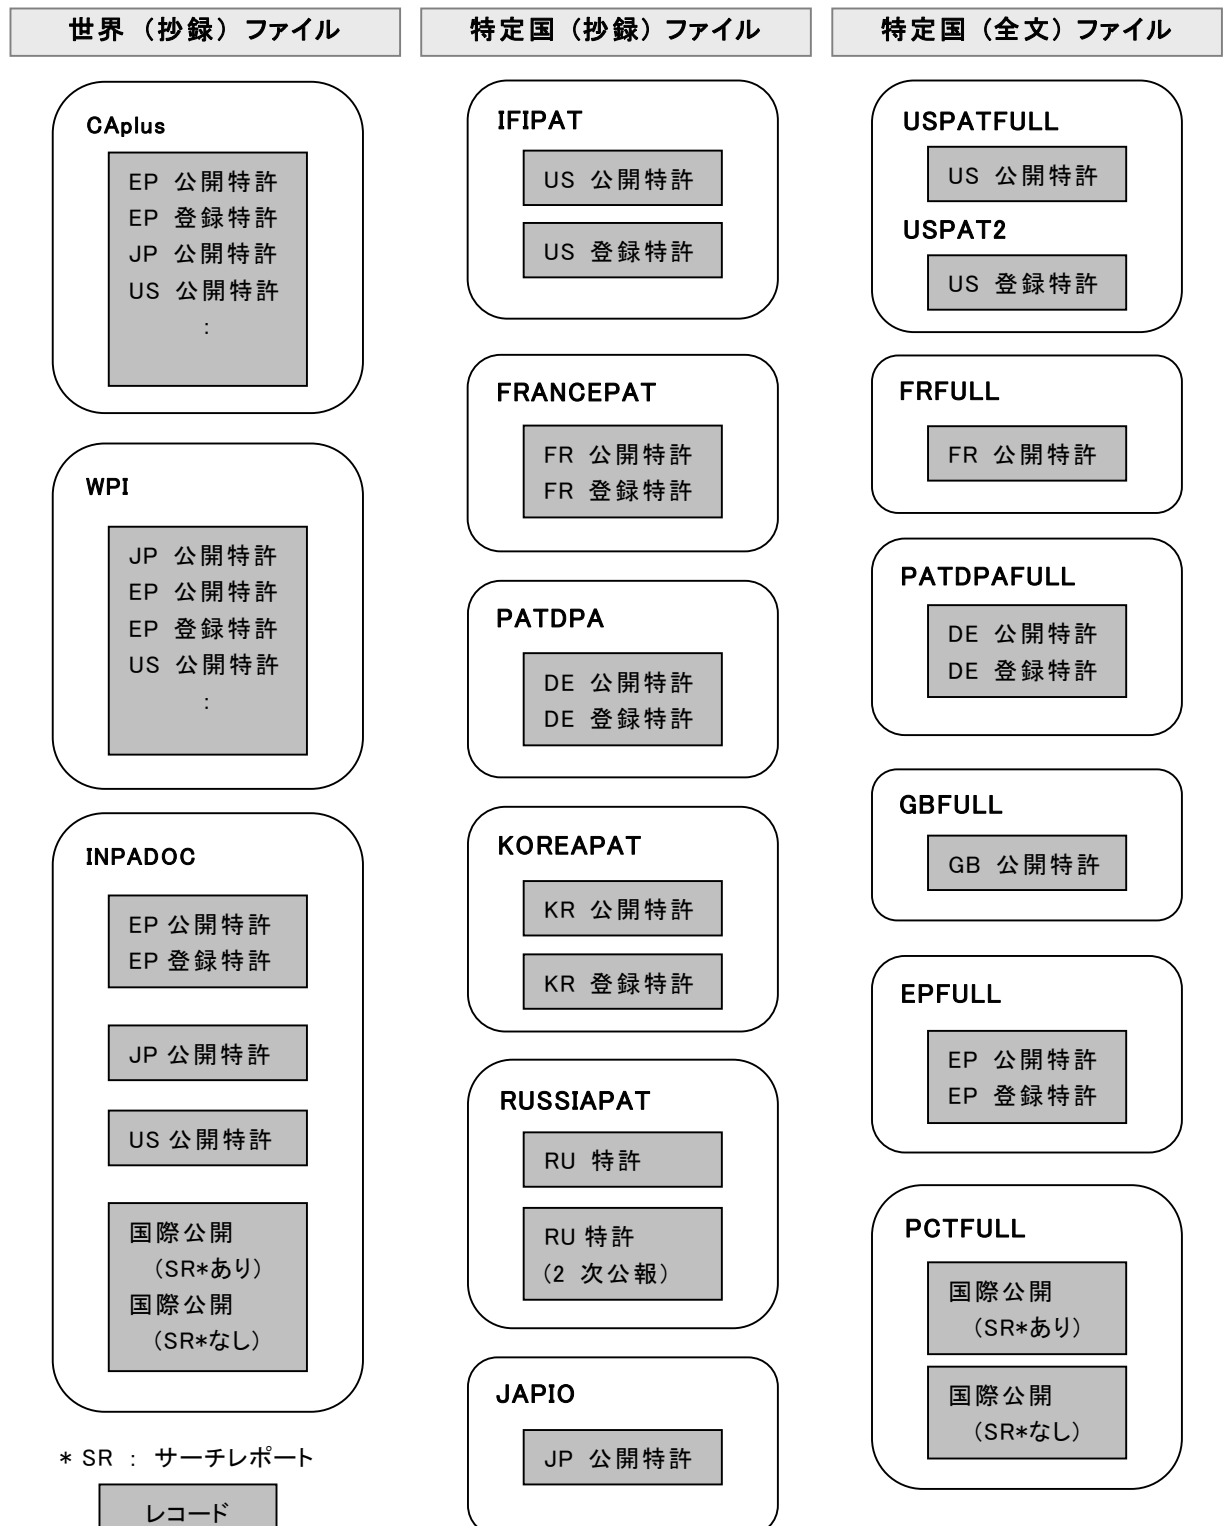 世界（抄録）ファイル
CAplus
EP 公開特許
EP 登録特許
JP 公開特許
US 公開特許
:
WPI
JP 公開特許
EP 公開特許
EP 登録特許
US 公開特許
:
INPADOC
EP 公開特許
EP 登録特許
JP 公開特許
US 公開特許
国際公開
（SR*あり）
国際公開
（SR*なし）
* SR : サーチレポート
レコード
特定国（抄録）ファイル
IFIPAT
US 公開特許
US 登録特許
FRANCEPAT
FR 公開特許
FR 登録特許
PATDPA
DE 公開特許
DE 登録特許
KOREAPAT
KR 公開特許
KR 登録特許
RUSSIAPAT
RU 特許
RU 特許
(2 次公報)
JAPIO
JP 公開特許
特定国（全文）ファイル
USPATFULL
US 公開特許
USPAT2
US 登録特許
FRFULL
FR 公開特許
PATDPAFULL
DE 公開特許
DE 登録特許
GBFULL
GB 公開特許
EPFULL
EP 公開特許
EP 登録特許
PCTFULL
国際公開
（SR*あり）
国際公開
（SR*なし）